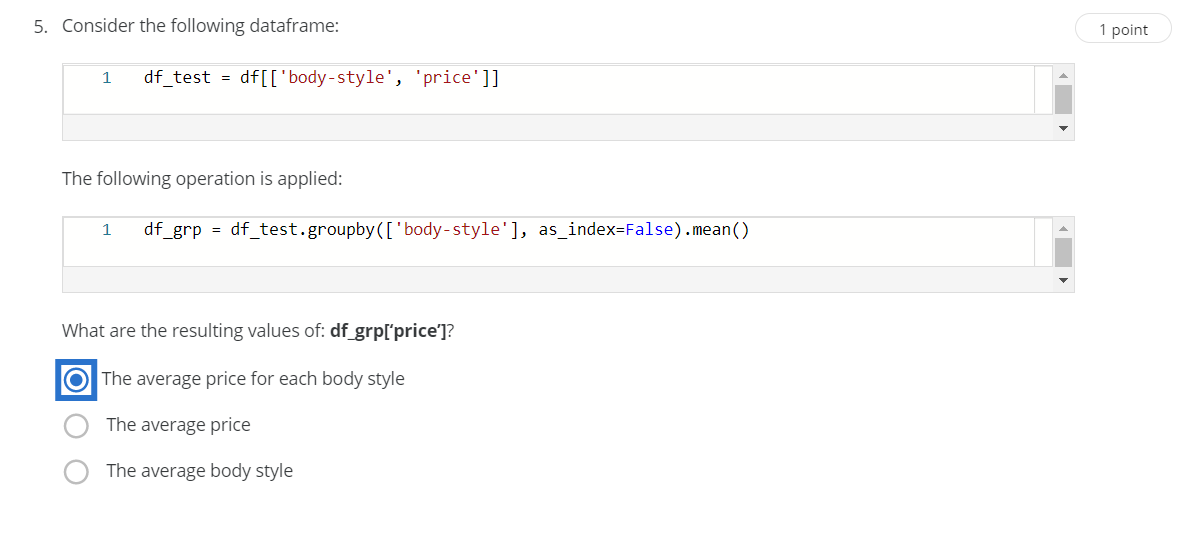 5. Consider the following dataframe:
1 point
1 df_test = df[['body-style', 'price']]
The following operation is applied:
1 df_grp = df_test.groupby(['body-style'], as_index=False).mean()
What are the resulting values of: df_grp['price']?
The average price for each body style
The average price
The average body style